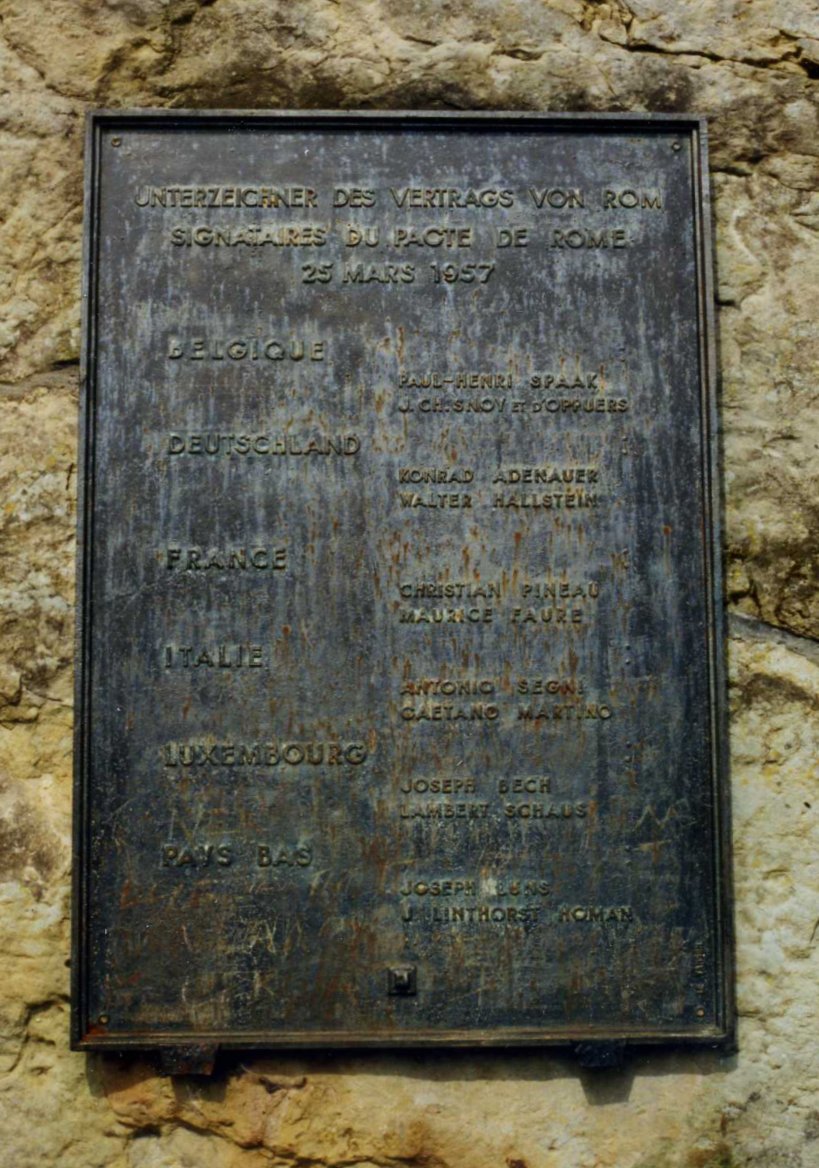 UNTERZEICHNER DES VERTRAGS VON ROM
SIGNATAIRES DU PACTE DE ROME
25 MARS 1957
BELGIQUE
PAUL-HENRI SPAAK
J. CH. SNOY ET D'OPPUERS
DEUTSCHLAND
KONRAD ADENAUER
WALTER HALLSTEIN
FRANCE
CHRISTIAN PINEAU
MAURICE FAURE
ITALIE
ANTONIO SEGNI
GAETANO MARTINO
LUXEMBOURG
JOSEPH BECH
LAMBERT SCHAUS
PAYS BAS
JOSEPH LUNS
J. LINTHORST HOMAN